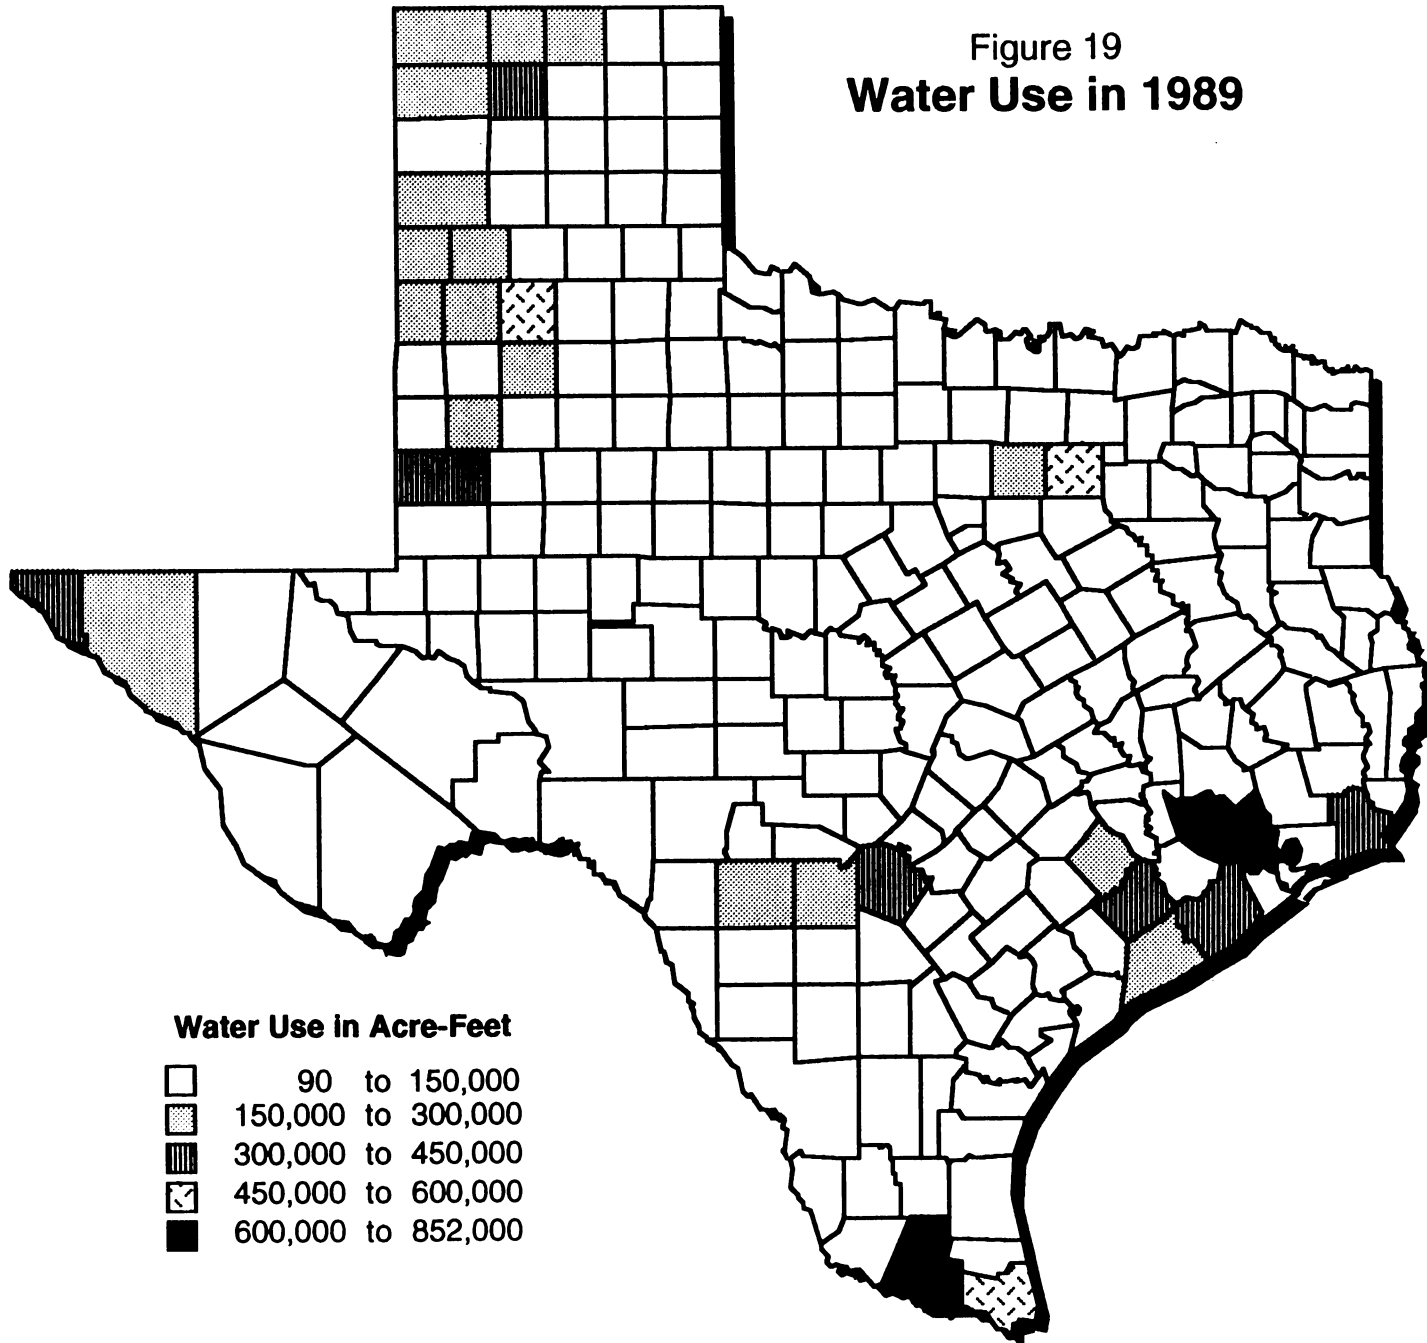 Figure 19
Water Use in 1989
Water Use in Acre-Feet
90 to 150,000
150,000 to 300,000
300,000 to 450,000
450,000 to 600,000
600,000 to 852,000